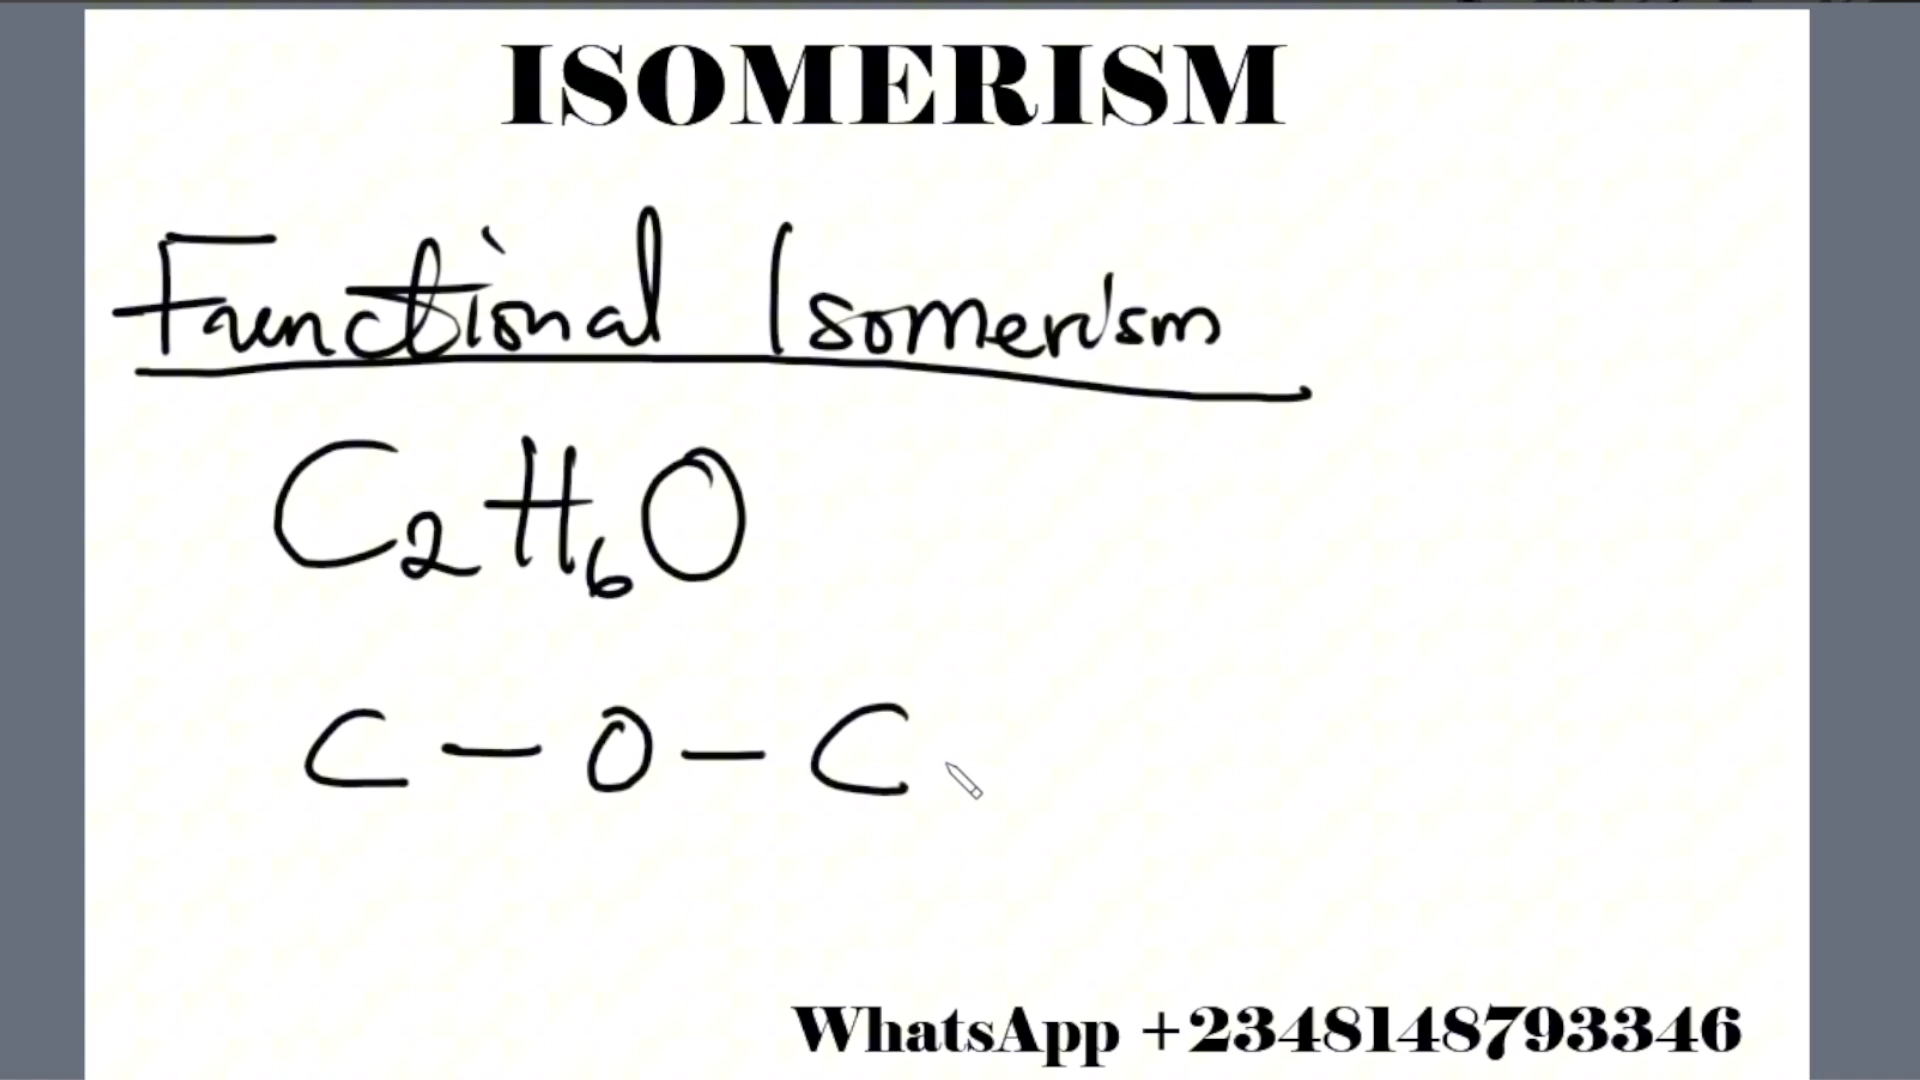 ISOMERISM
Functional Isomerism
C₂H₆O
C – O – C
WhatsApp +2348148793346